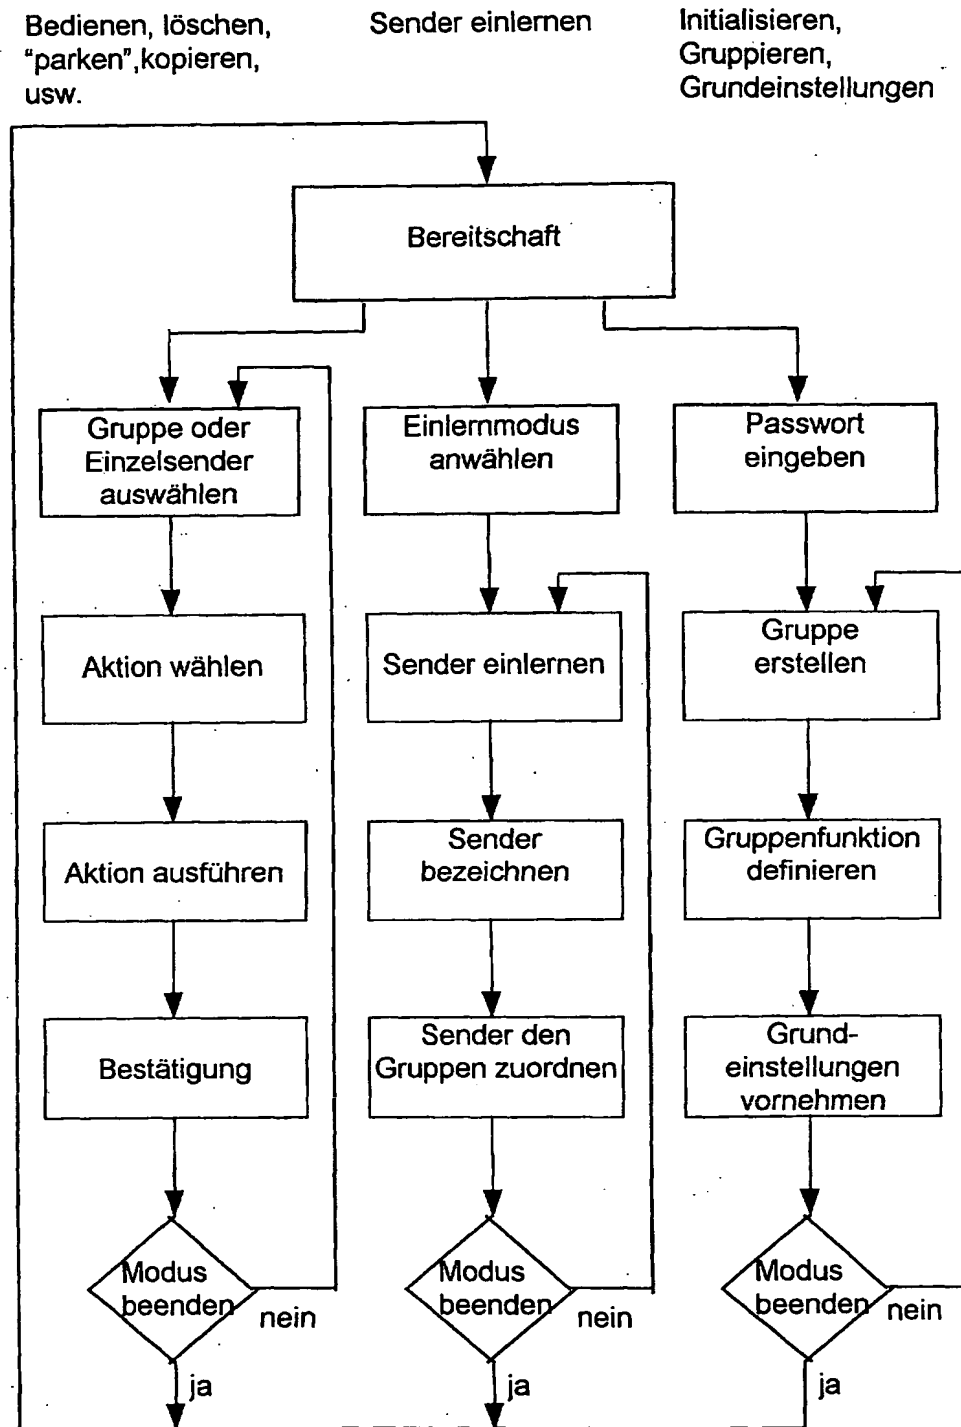 Bedienen, löschen,
"parken",kopieren,
usw.
Sender einlernen
Initialisieren,
Gruppieren,
Grundeinstellungen
Bereitschaft
Gruppe oder
Einzelsender
auswählen
Einlernmodus
anwählen
Passwort
eingeben
Aktion wählen
Sender einlernen
Gruppe
erstellen
Aktion ausführen
Sender
bezeichnen
Gruppenfunktion
definieren
Bestätigung
Sender den
Gruppen zuordnen
Grund-
einstellungen
vornehmen
Modus
beenden
nein
ja
Modus
beenden
nein
ja
Modus
beenden
nein
ja